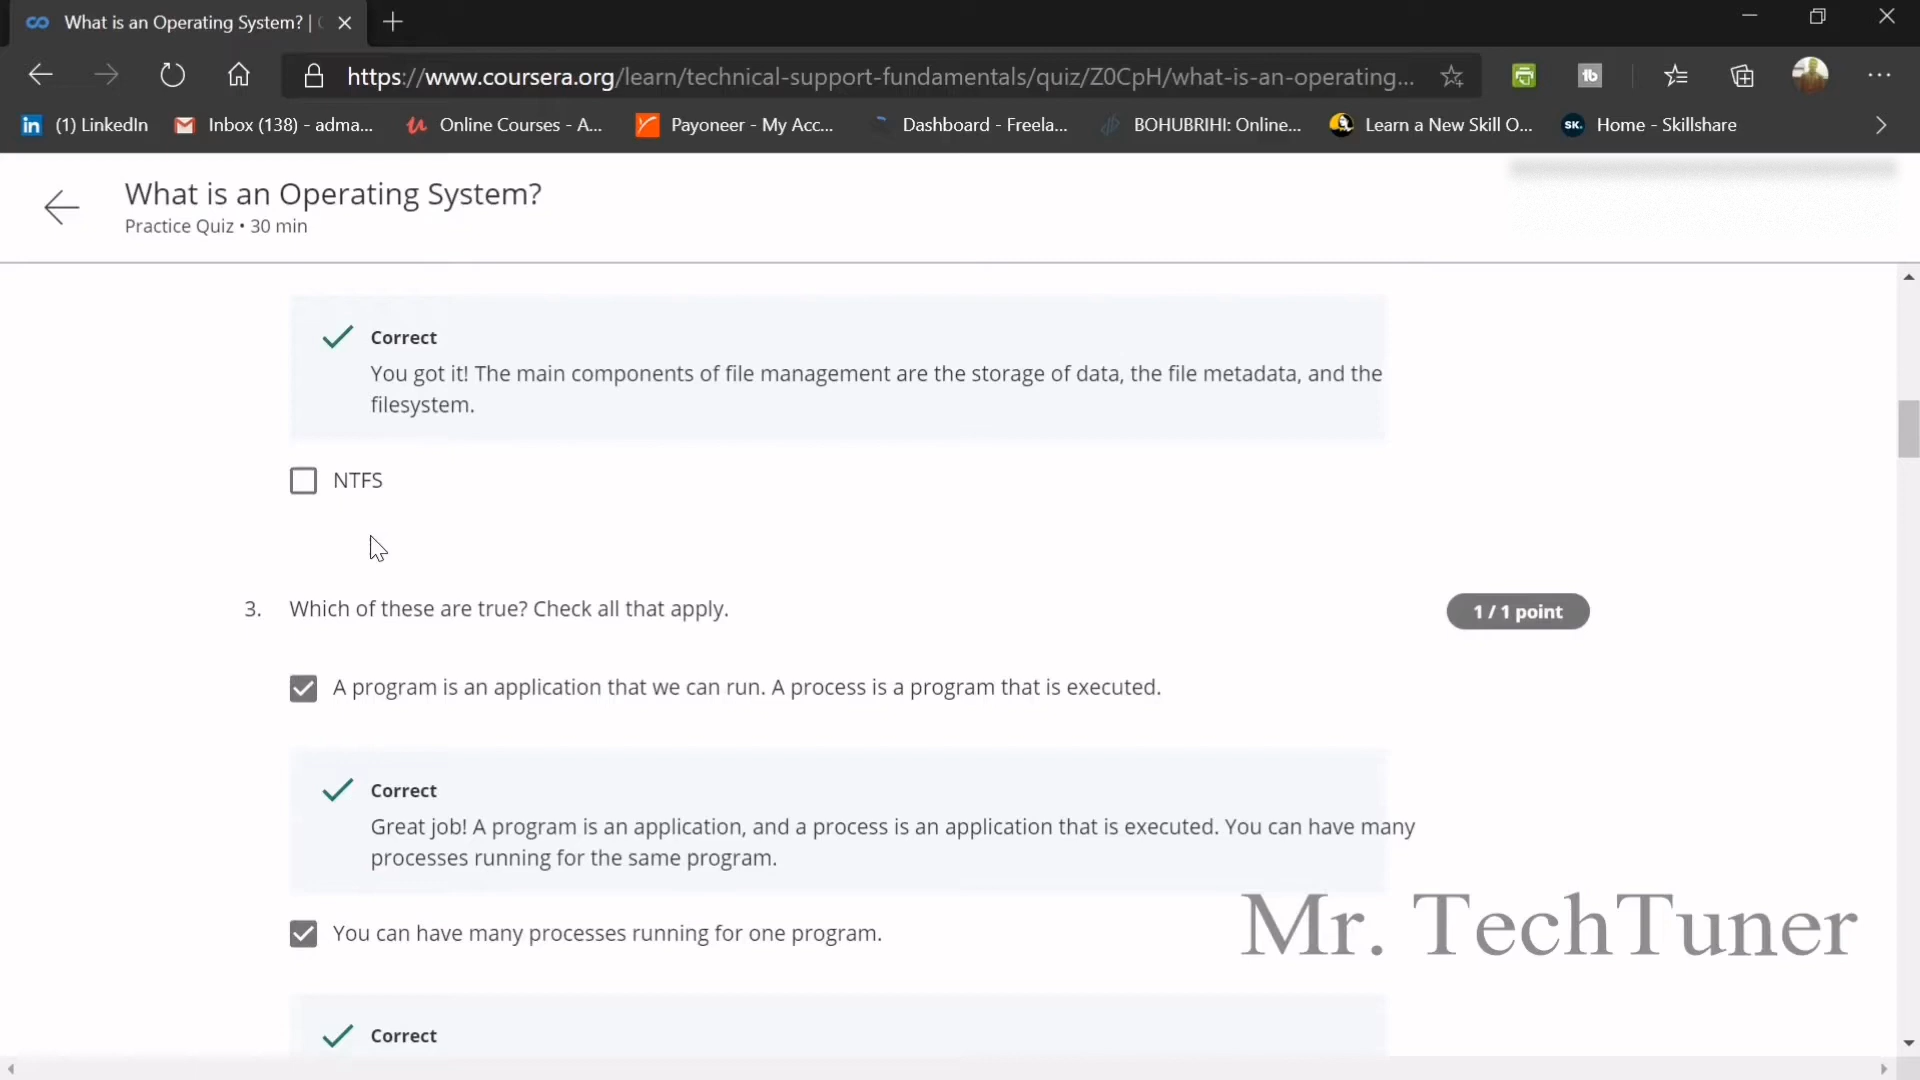 What is an Operating System? |
https://www.coursera.org/learn/technical-support-fundamentals/quiz/Z0CpH/what-is-an-operating...
(1) LinkedIn
Inbox (138) - adma...
Online Courses - A...
Payoneer - My Acc...
Dashboard - Freela...
BOHUBRIHI: Online...
Learn a New Skill O...
SK.
Home - Skillshare
What is an Operating System?
Practice Quiz • 30 min
Correct
You got it! The main components of file management are the storage of data, the file metadata, and the
filesystem.
NTFS
3. Which of these are true? Check all that apply.
1 / 1 point
A program is an application that we can run. A process is a program that is executed.
Correct
Great job! A program is an application, and a process is an application that is executed. You can have many
processes running for the same program.
Mr. TechTuner
You can have many processes running for one program.
Correct